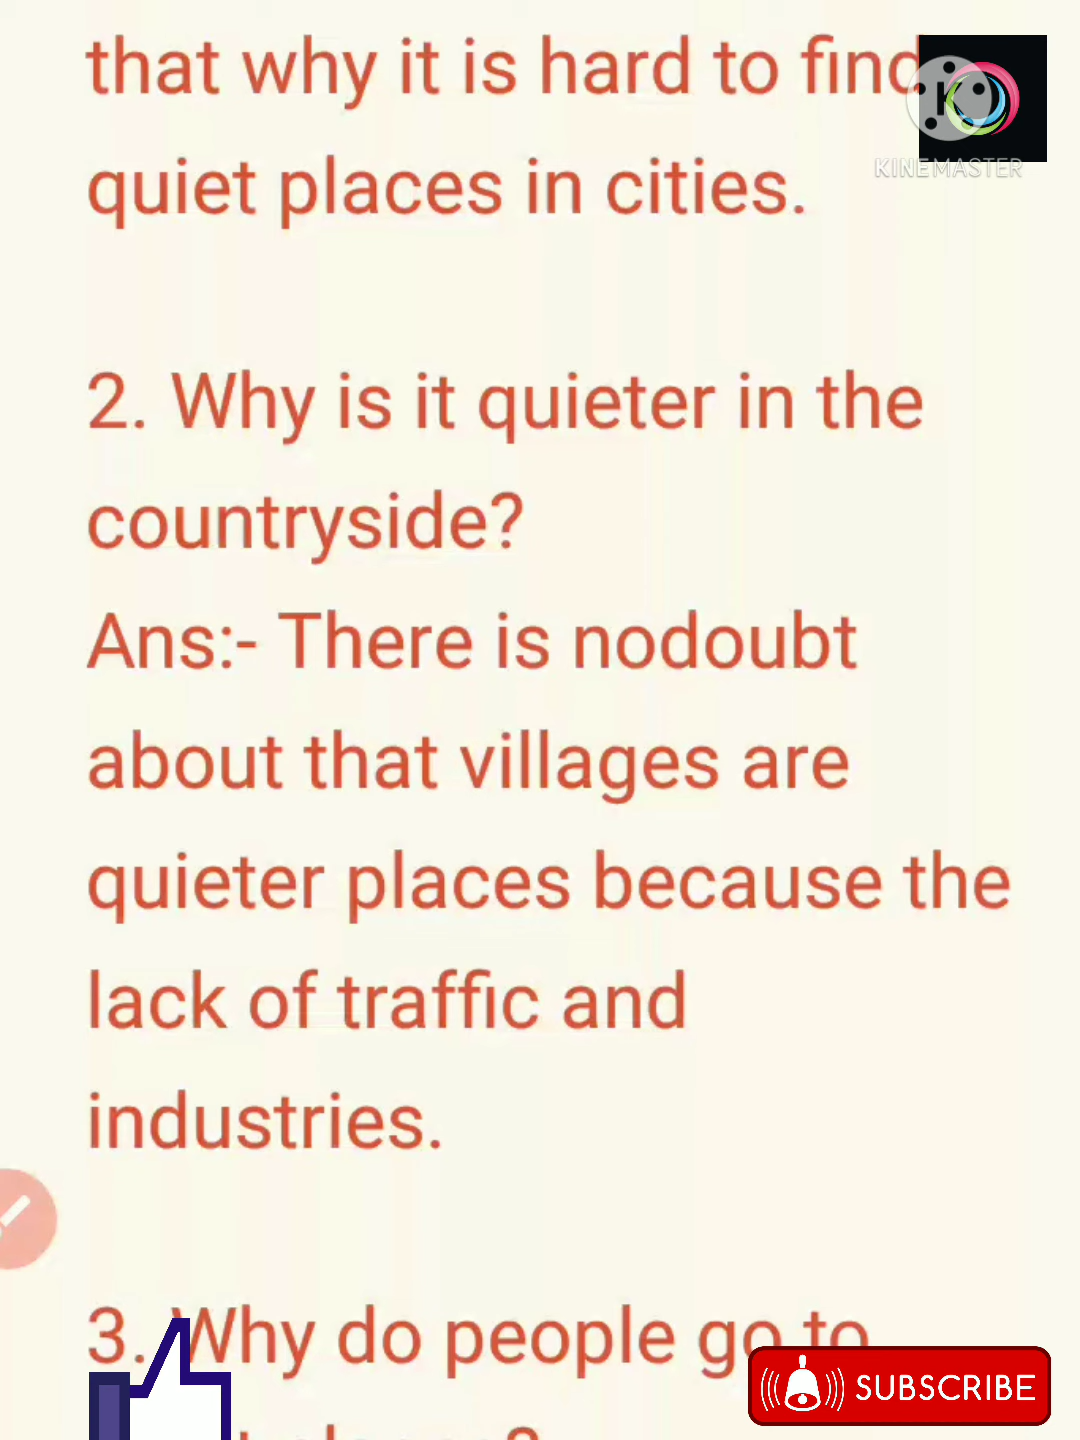 that why it is hard to find
KINEMASTER
quiet places in cities.
2. Why is it quieter in the
countryside?
Ans:- There is nodoubt
about that villages are
quieter places because the
lack of traffic and
industries.
3. Why do people go to
SUBSCRIBE